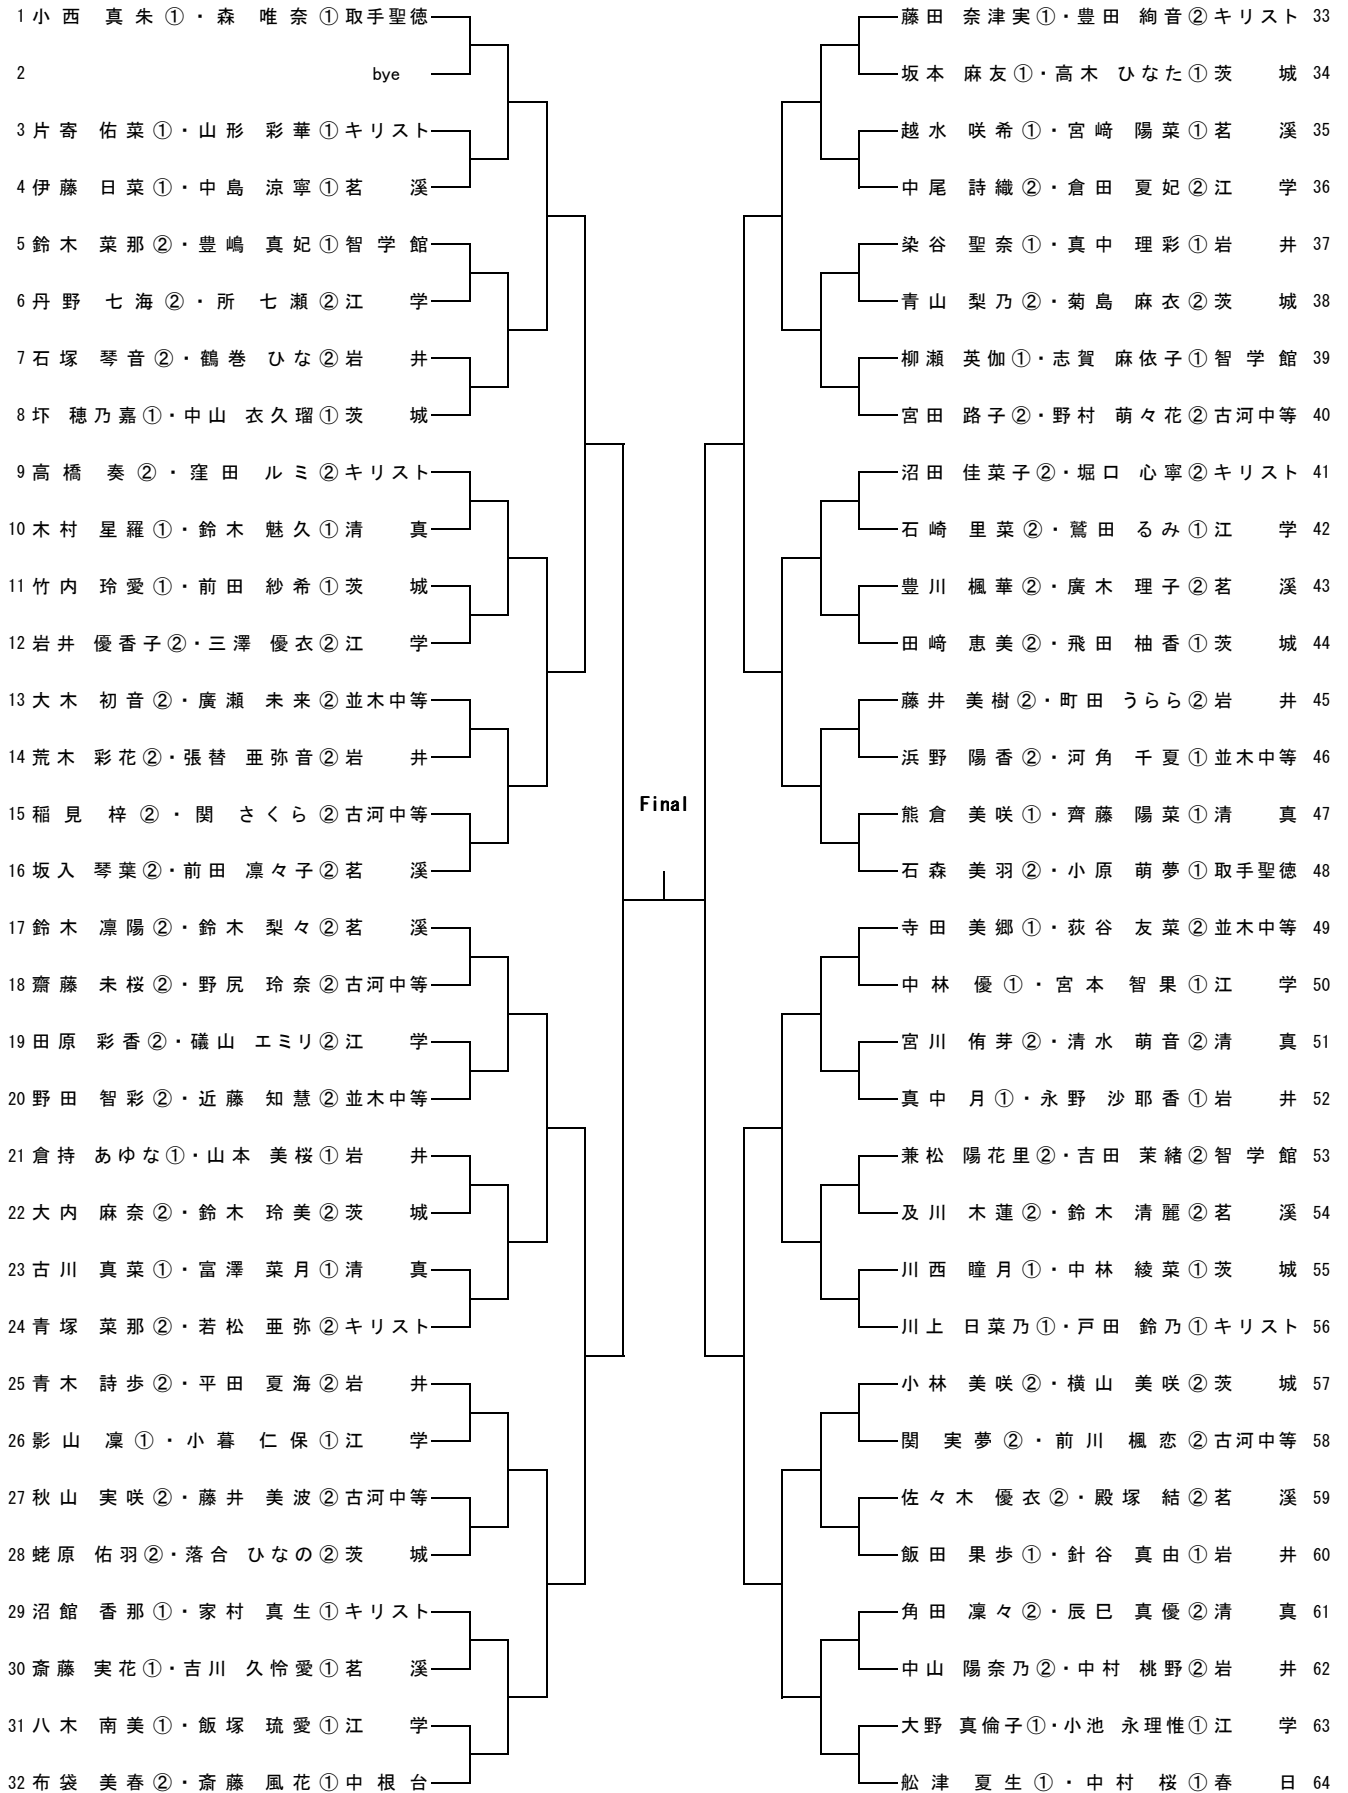 1 小西 真朱①・森 唯奈① 取手聖徳
2 bye
3 片寄 佑菜①・山形 彩華① キリスト
4 伊藤 日菜①・中島 涼寧① 茗溪
5 鈴木 菜那②・豊嶋 真妃① 智学館
6 丹野 七海②・所 七瀬② 江学
7 石塚 琴音②・鶴巻 ひな② 岩井
8 圷 穂乃嘉①・中山 衣久瑠① 茨城
9 高橋 奏②・窪田 ルミ② キリスト
10 木村 星羅①・鈴木 魅久① 清真
11 竹内 玲愛①・前田 紗希① 茨城
12 岩井 優香子②・三澤 優衣② 江学
13 大木 初音②・廣瀬 未来② 並木中等
14 荒木 彩花②・張替 亜弥音② 岩井
15 稲見 梓②・関 さくら② 古河中等
16 坂入 琴葉②・前田 凛々子② 茗溪
17 鈴木 凛陽②・鈴木 梨々② 茗溪
18 齋藤 未桜②・野尻 玲奈② 古河中等
19 田原 彩香②・礒山 エミリ② 江学
20 野田 智彩②・近藤 知慧② 並木中等
21 倉持 あゆな①・山本 美桜① 岩井
22 大内 麻奈②・鈴木 玲美② 茨城
23 古川 真菜①・富澤 菜月① 清真
24 青塚 菜那②・若松 亜弥② キリスト
25 青木 詩歩②・平田 夏海② 岩井
26 影山 凜①・小暮 仁保① 江学
27 秋山 実咲②・藤井 美波② 古河中等
28 蛯原 佑羽②・落合 ひなの② 茨城
29 沼館 香那①・家村 真生① キリスト
30 斎藤 実花①・吉川 久怜愛① 茗溪
31 八木 南美①・飯塚 琉愛① 江学
32 布袋 美春②・斎藤 風花① 中根台
Final
藤田 奈津実①・豊田 絢音② キリスト 33
坂本 麻友①・高木 ひなた① 茨城 34
越水 咲希①・宮﨑 陽菜① 茗溪 35
中尾 詩織②・倉田 夏妃② 江学 36
染谷 聖奈①・真中 理彩① 岩井 37
青山 梨乃②・菊島 麻衣② 茨城 38
柳瀬 英伽①・志賀 麻依子① 智学館 39
宮田 路子②・野村 萌々花② 古河中等 40
沼田 佳菜子②・堀口 心寧② キリスト 41
石崎 里菜②・鷲田 るみ① 江学 42
豊川 楓華②・廣木 理子② 茗溪 43
田﨑 恵美②・飛田 柚香① 茨城 44
藤井 美樹②・町田 うらら② 岩井 45
浜野 陽香②・河角 千夏① 並木中等 46
熊倉 美咲①・齊藤 陽菜① 清真 47
石森 美羽②・小原 萌夢① 取手聖徳 48
寺田 美郷①・荻谷 友菜② 並木中等 49
中林 優①・宮本 智果① 江学 50
宮川 侑芽②・清水 萌音② 清真 51
真中 月①・永野 沙耶香① 岩井 52
兼松 陽花里②・吉田 茉緒② 智学館 53
及川 木蓮②・鈴木 清麗② 茗溪 54
川西 瞳月①・中林 綾菜① 茨城 55
川上 日菜乃①・戸田 鈴乃① キリスト 56
小林 美咲②・横山 美咲② 茨城 57
関 実夢②・前川 楓恋② 古河中等 58
佐々木 優衣②・殿塚 結② 茗溪 59
飯田 果歩①・針谷 真由① 岩井 60
角田 凜々②・辰巳 真優② 清真 61
中山 陽奈乃②・中村 桃野② 岩井 62
大野 真倫子①・小池 永理惟① 江学 63
舩津 夏生①・中村 桜① 春日 64